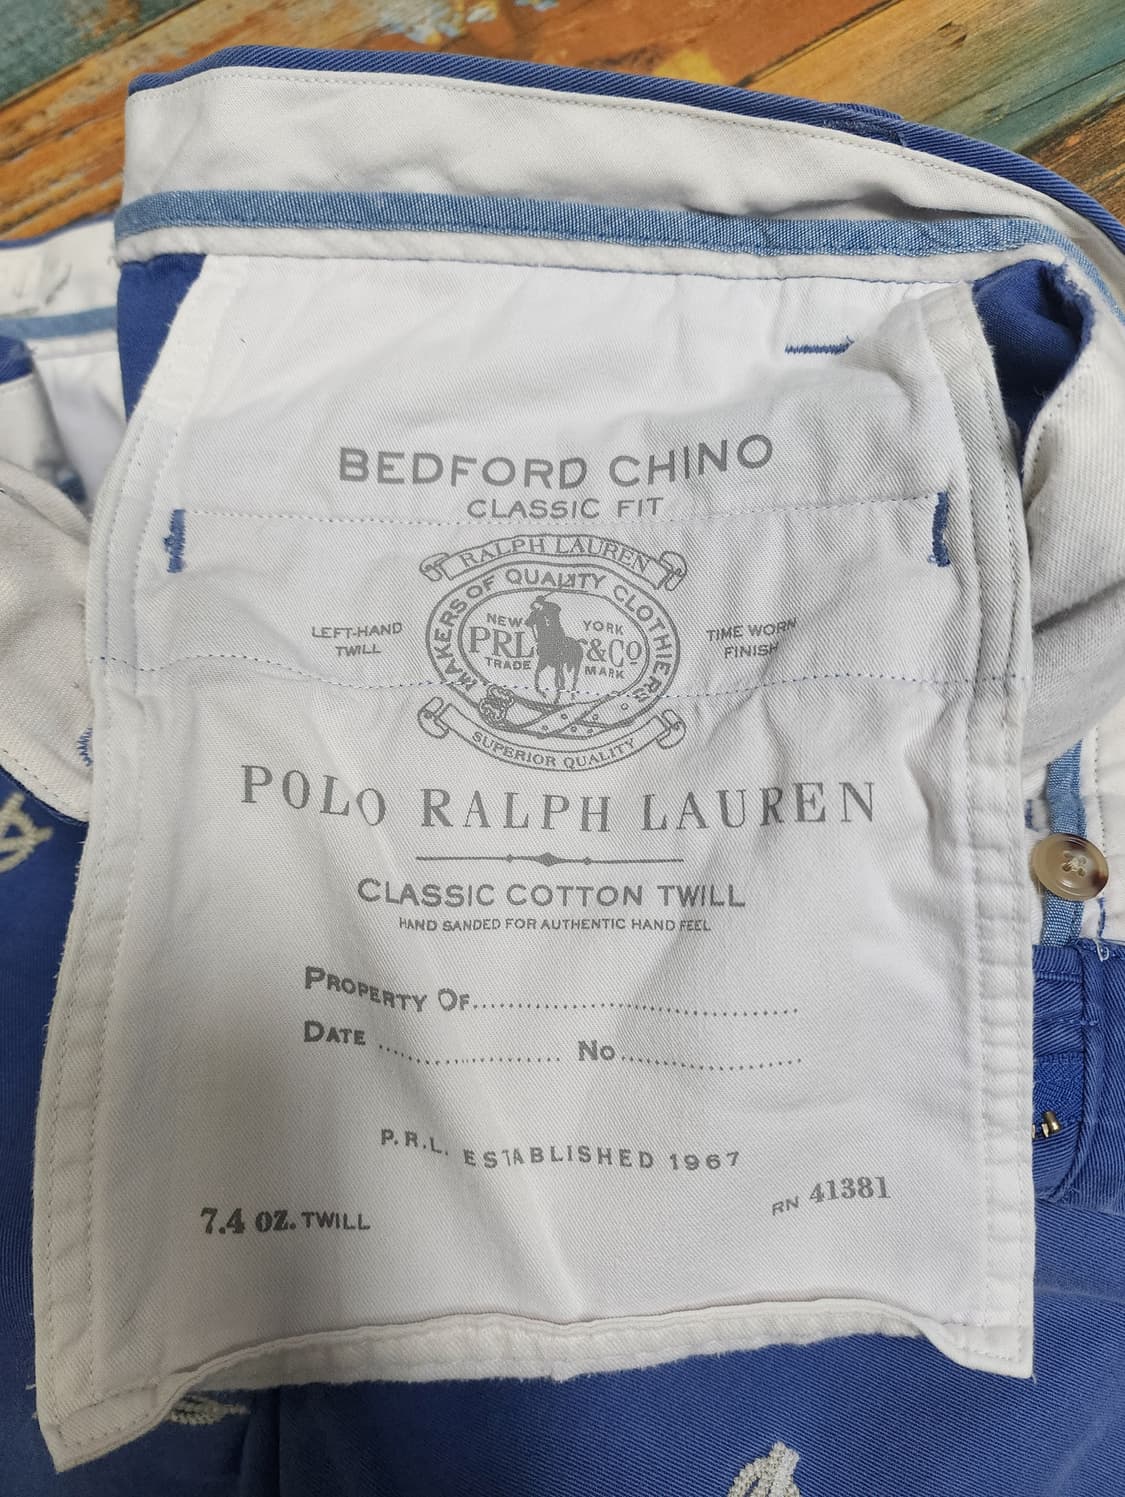 BEDFORD CHINO
CLASSIC FIT
RALPH LAUREN
MAKERS OF QUALITY CLOTHIERS
LEFT-HAND
TWILL
NEW YORK
PRL & Co
TRADE MARK
TIME WORN
FINISH
SUPERIOR QUALITY
POLO RALPH LAUREN
CLASSIC COTTON TWILL
HAND SANDED FOR AUTHENTIC HAND FEEL
PROPERTY OF
DATE No
P.R.L. ESTABLISHED 1967
7.4 OZ. TWILL
RN 41381